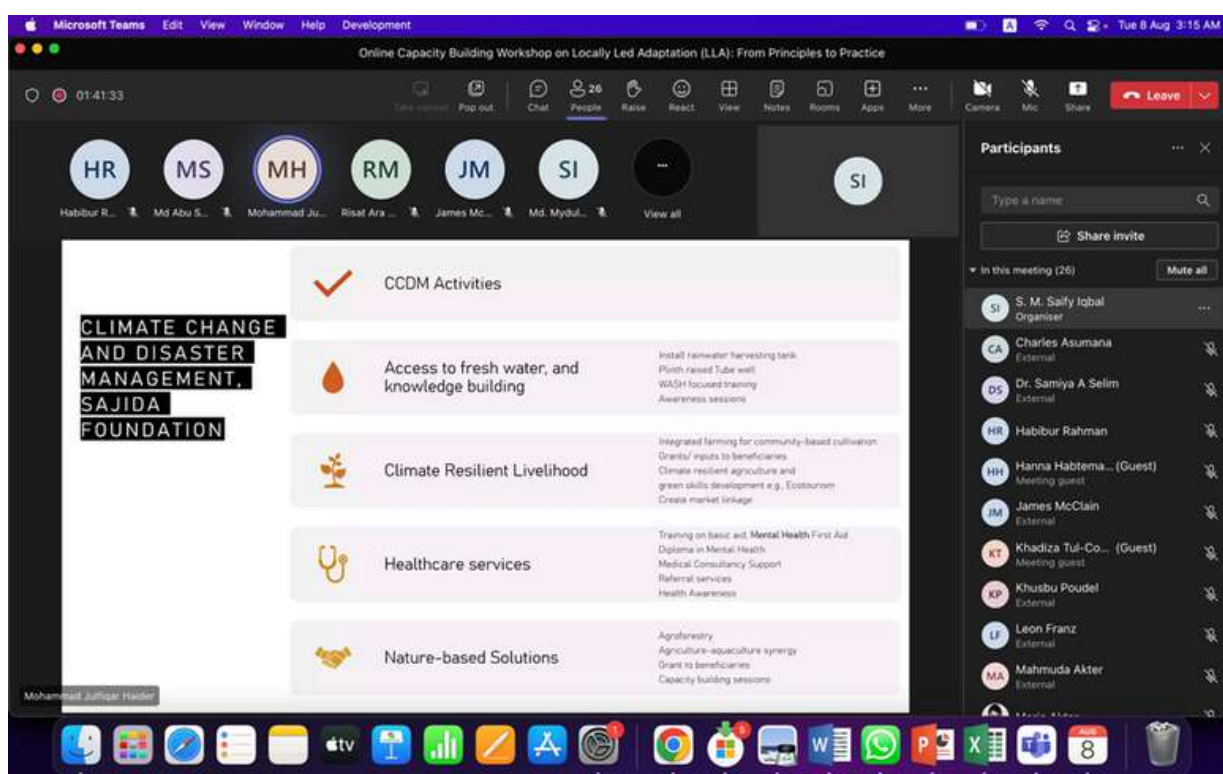 Microsoft Teams Edit View Window Help Development
A
Tue 8 Aug 3:15 AM
Online Capacity Building Workshop on Locally Led Adaptation (LLA): From Principles to Practice
01:41:33
Take control
Pop out
Chat
26
People
Raise
React
View
Notes
Rooms
Apps
More
Camera
Mic
Share
Leave
HR
MS
MH
RM
JM
SI
SI
Habibur R...
Md Abu S...
Mohammad Ju...
Risat Ara ...
James Mc...
Md. Mydul...
View all
CLIMATE CHANGE
AND DISASTER
MANAGEMENT,
SAJIDA
FOUNDATION
CCDM Activities
Access to fresh water, and
knowledge building
Install rainwater harvesting tank
Plinth raised Tube well
WASH focused training
Awareness sessions
Climate Resilient Livelihood
Integrated farming for community-based cultivation
Grants/ inputs to beneficiaries
Climate resilient agriculture and
green skills development e.g., Ecotourism
Create market linkage
Healthcare services
Training on basic aid, Mental Health First Aid
Diploma in Mental Health
Medical Consultancy Support
Referral services
Health Awareness
Nature-based Solutions
Agroforestry
Agriculture-aquaculture synergy
Grant to beneficiaries
Capacity building sessions
Mohammad Julfiqar Haider
Participants
Type a name
Share invite
In this meeting (26)
Mute all
SI
S. M. Saify Iqbal
Organiser
CA
Charles Asumana
External
DS
Dr. Samiya A Selim
External
HR
Habibur Rahman
HH
Hanna Habtema... (Guest)
Meeting guest
JM
James McClain
External
KT
Khadiza Tul-Co... (Guest)
Meeting guest
KP
Khusbu Poudel
External
LF
Leon Franz
External
MA
Mahmuda Akter
External
tv
W
P
X
AUG
8